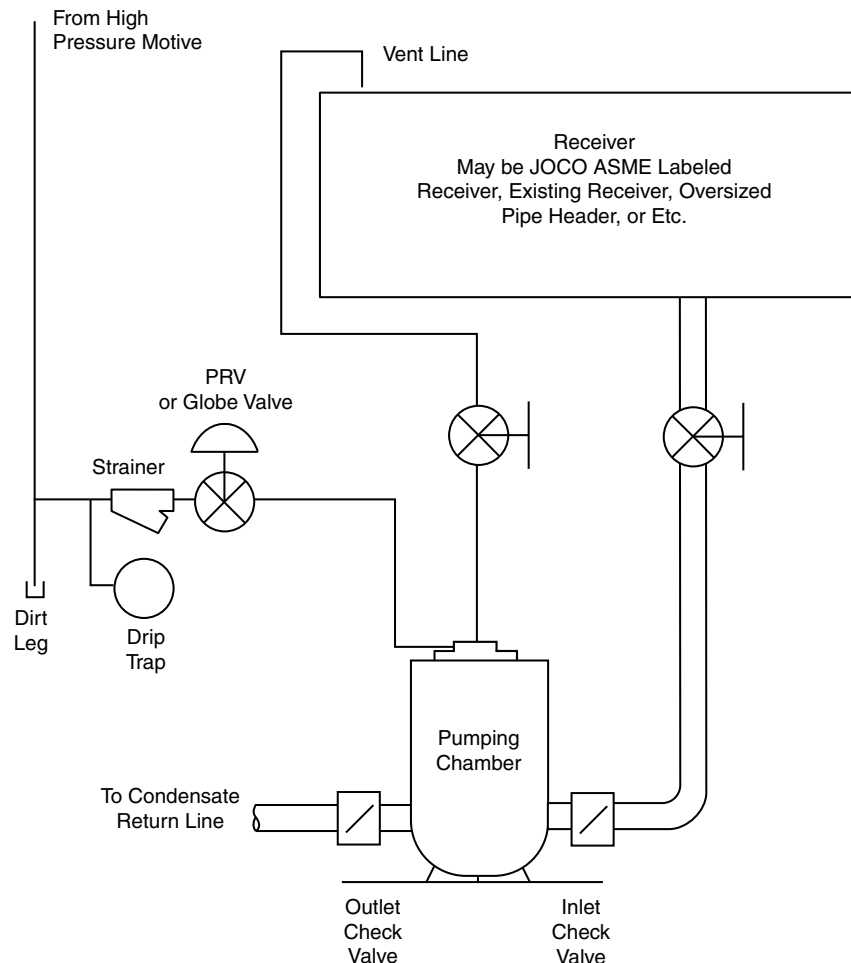 From High
Pressure Motive
Vent Line
Receiver
May be JOCO ASME Labeled
Receiver, Existing Receiver, Oversized
Pipe Header, or Etc.
PRV
or Globe Valve
Strainer
Dirt
Leg
Drip
Trap
Pumping
Chamber
To Condensate
Return Line
Outlet
Check
Valve
Inlet
Check
Valve